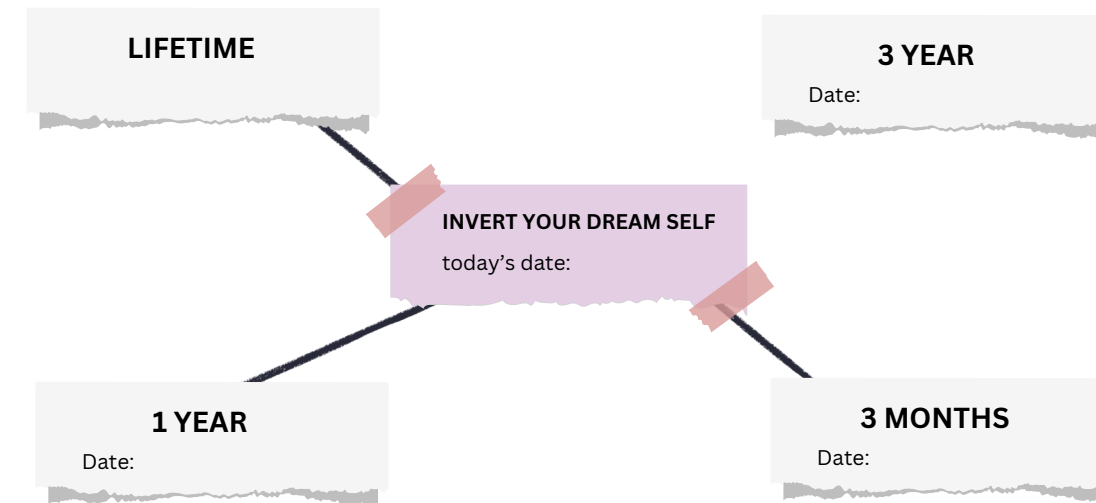 LIFETIME
3 YEAR
Date:
INVERT YOUR DREAM SELF
today’s date:
1 YEAR
Date:
3 MONTHS
Date: